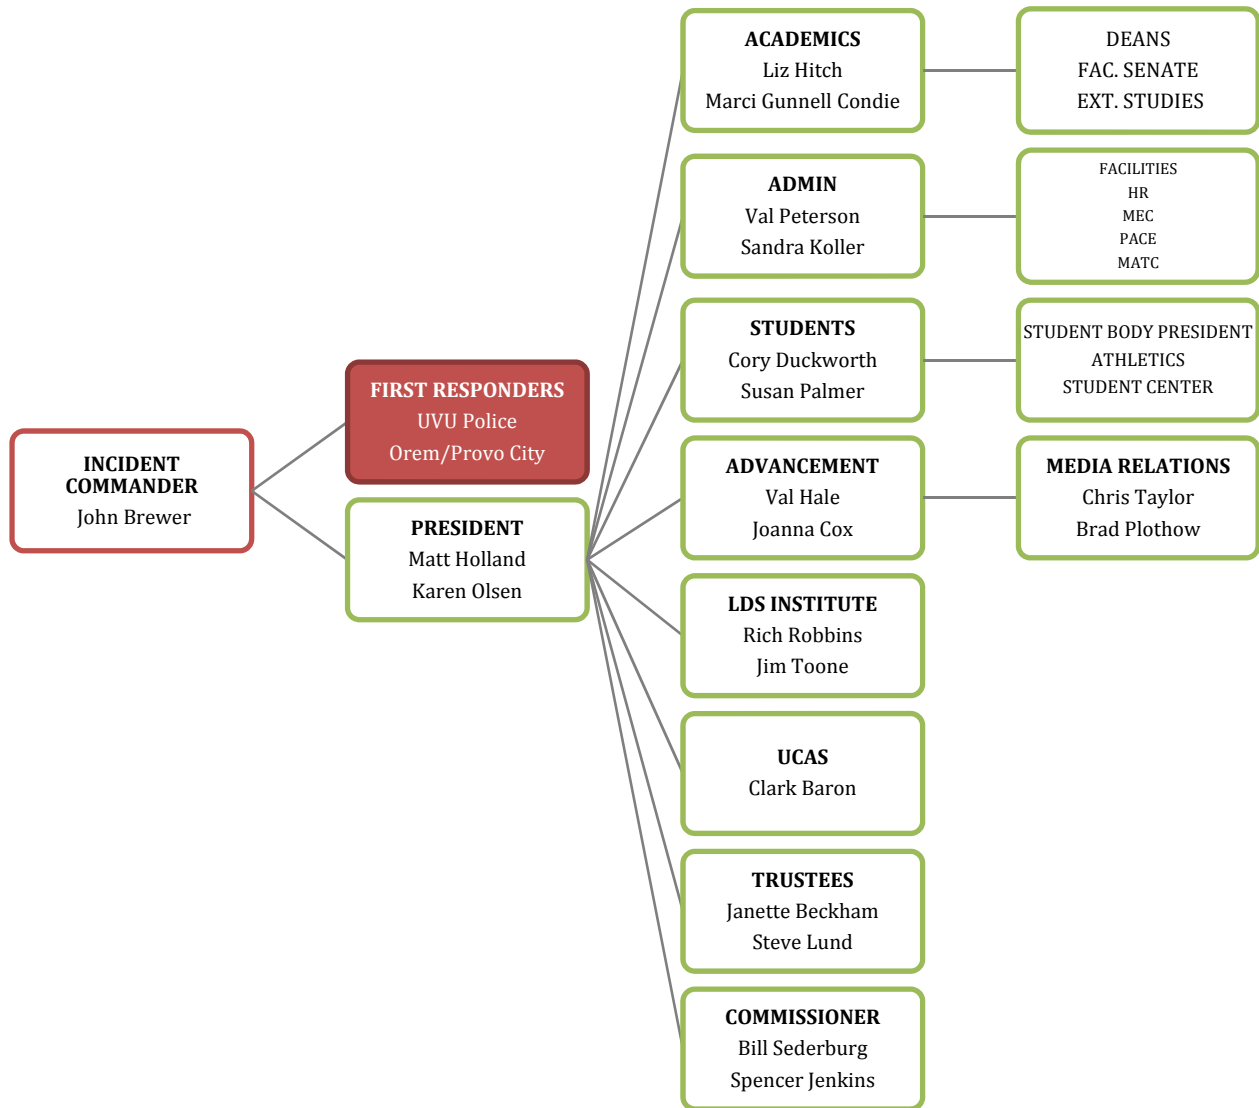 INCIDENT
COMMANDER
John Brewer
FIRST RESPONDERS
UVU Police
Orem/Provo City
PRESIDENT
Matt Holland
Karen Olsen
ACADEMICS
Liz Hitch
Marci Gunnell Condie
DEANS
FAC. SENATE
EXT. STUDIES
ADMIN
Val Peterson
Sandra Koller
FACILITIES
HR
MEC
PACE
MATC
STUDENTS
Cory Duckworth
Susan Palmer
STUDENT BODY PRESIDENT
ATHLETICS
STUDENT CENTER
ADVANCEMENT
Val Hale
Joanna Cox
MEDIA RELATIONS
Chris Taylor
Brad Plothow
LDS INSTITUTE
Rich Robbins
Jim Toone
UCAS
Clark Baron
TRUSTEES
Janette Beckham
Steve Lund
COMMISSIONER
Bill Sederburg
Spencer Jenkins